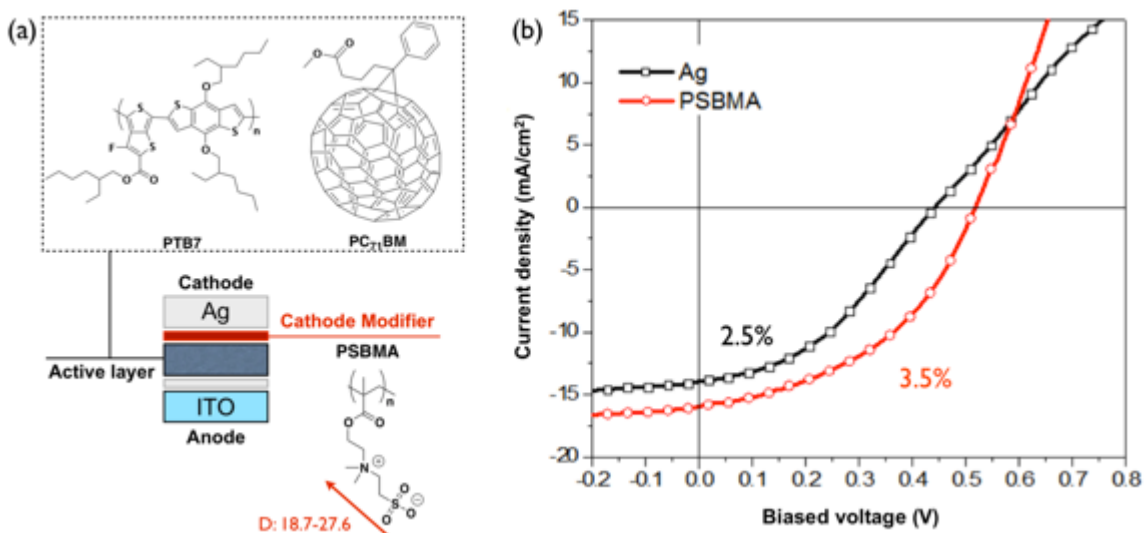 (a)
PTB7
PC71BM
Cathode
Ag
Cathode Modifier
PSBMA
Active layer
ITO
Anode
D: 18.7-27.6
(b)
Ag
PSBMA
2.5%
3.5%
Current density (mA/cm²)
15
10
5
0
-5
-10
-15
-20
-0.2 -0.1 0.0 0.1 0.2 0.3 0.4 0.5 0.6 0.7 0.8
Biased voltage (V)